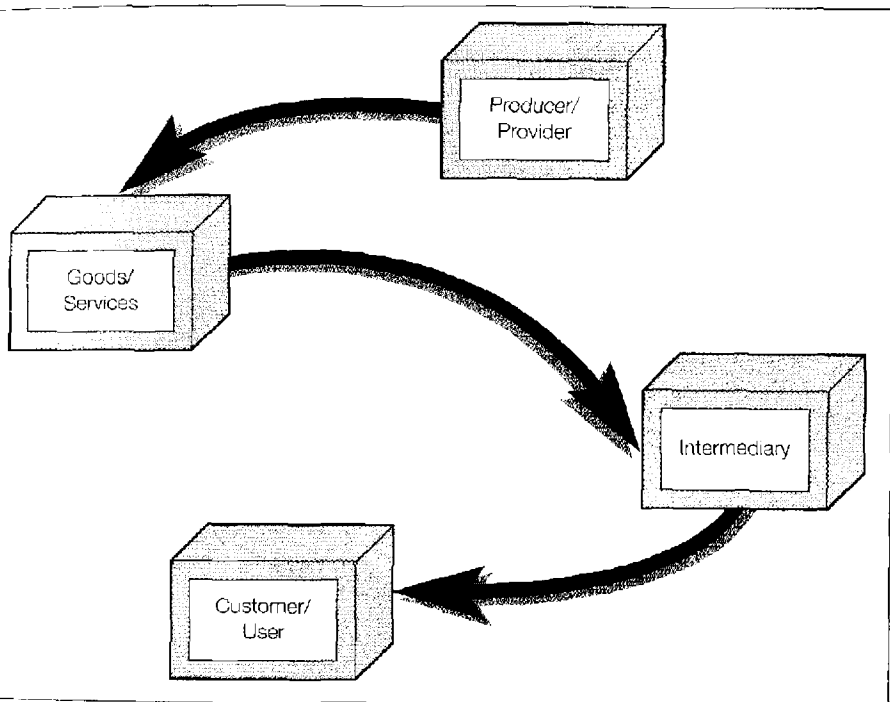 Producer/
Provider
Goods/
Services
Intermediary
Customer/
User